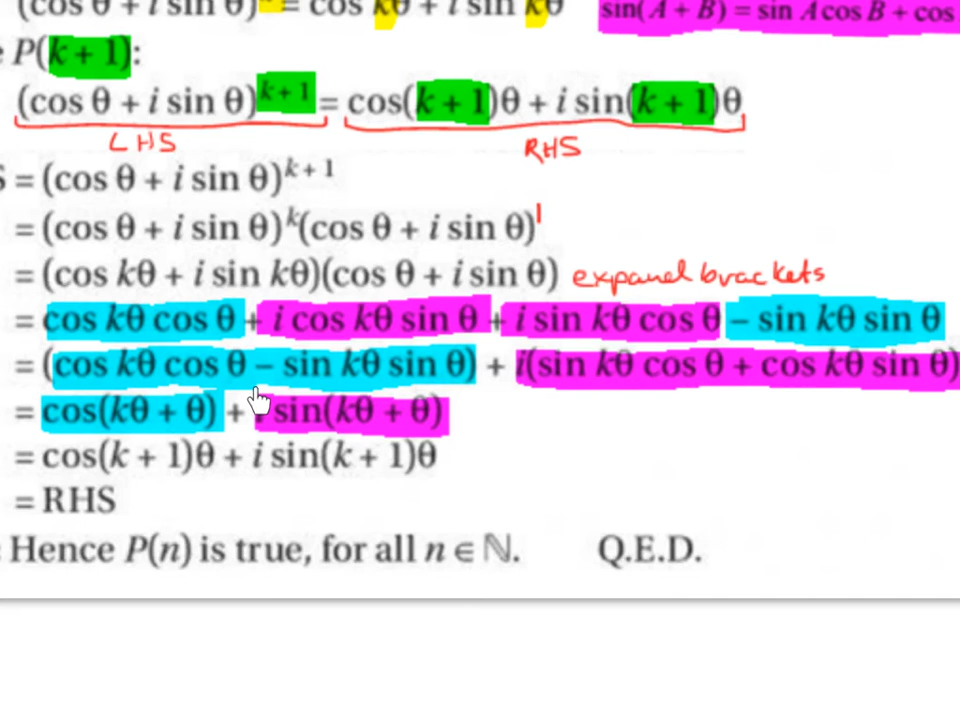 (cos θ + i sin θ) = cos kθ + i sin kθ sin(A + B) = sin A cos B + cos
P(k + 1):
(cos θ + i sin θ)^{k + 1} = cos(k + 1)θ + i sin(k + 1)θ
LHS RHS
= (cos θ + i sin θ)^{k + 1}
= (cos θ + i sin θ)^k(cos θ + i sin θ)^1
= (cos kθ + i sin kθ)(cos θ + i sin θ) expand brackets
= cos kθ cos θ + i cos kθ sin θ + i sin kθ cos θ – sin kθ sin θ
= (cos kθ cos θ – sin kθ sin θ) + i(sin kθ cos θ + cos kθ sin θ)
= cos(kθ + θ) + i sin(kθ + θ)
= cos(k + 1)θ + i sin(k + 1)θ
= RHS
Hence P(n) is true, for all n ∈ ℕ. Q.E.D.